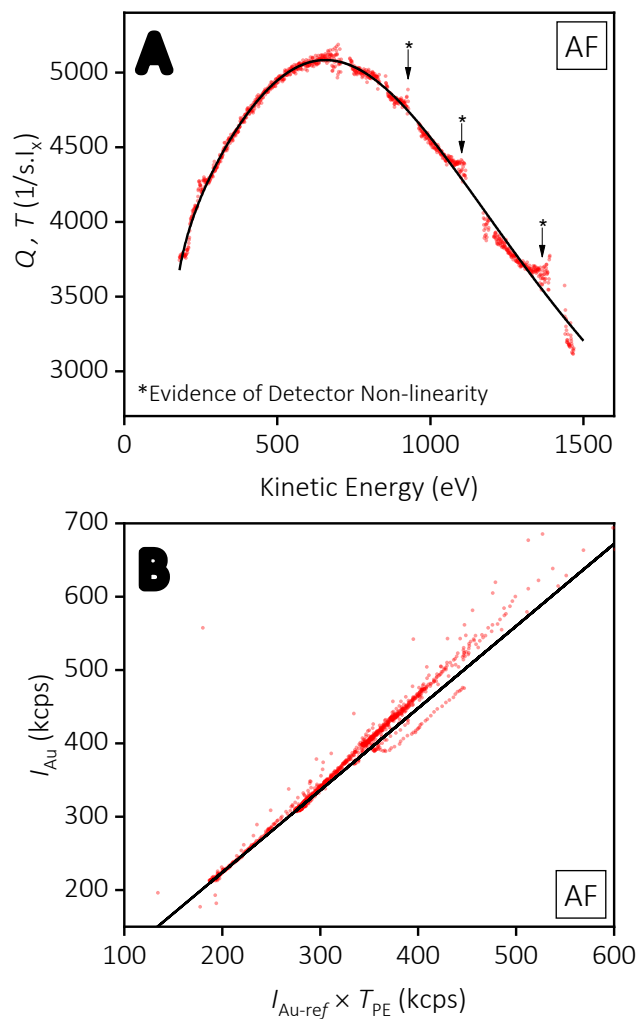 A
AF
*
*
*
5000
4500
4000
3500
3000
Q, T (1/s.Iₓ)
*Evidence of Detector Non-linearity
0 500 1000 1500
Kinetic Energy (eV)
B
700
600
500
400
300
200
I_Au (kcps)
AF
100 200 300 400 500 600
I_Au-ref × T_PE (kcps)